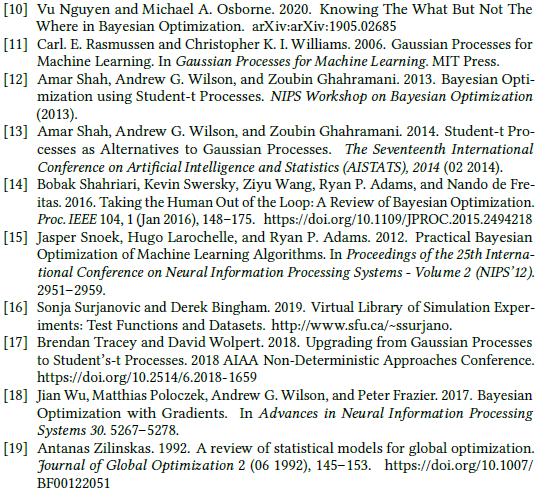 [10] Vu Nguyen and Michael A. Osborne. 2020. Knowing The What But Not The
Where in Bayesian Optimization. arXiv:arXiv:1905.02685
[11] Carl. E. Rasmussen and Christopher K. I. Williams. 2006. Gaussian Processes for
Machine Learning. In Gaussian Processes for Machine Learning. MIT Press.
[12] Amar Shah, Andrew G. Wilson, and Zoubin Ghahramani. 2013. Bayesian Opti-
mization using Student-t Processes. NIPS Workshop on Bayesian Optimization
(2013).
[13] Amar Shah, Andrew G. Wilson, and Zoubin Ghahramani. 2014. Student-t Pro-
cesses as Alternatives to Gaussian Processes. The Seventeenth International
Conference on Artificial Intelligence and Statistics (AISTATS), 2014 (02 2014).
[14] Bobak Shahriari, Kevin Swersky, Ziyu Wang, Ryan P. Adams, and Nando de Fre-
itas. 2016. Taking the Human Out of the Loop: A Review of Bayesian Optimization.
Proc. IEEE 104, 1 (Jan 2016), 148–175. https://doi.org/10.1109/JPROC.2015.2494218
[15] Jasper Snoek, Hugo Larochelle, and Ryan P. Adams. 2012. Practical Bayesian
Optimization of Machine Learning Algorithms. In Proceedings of the 25th Interna-
tional Conference on Neural Information Processing Systems - Volume 2 (NIPS'12).
2951–2959.
[16] Sonja Surjanovic and Derek Bingham. 2019. Virtual Library of Simulation Exper-
iments: Test Functions and Datasets. http://www.sfu.ca/~ssurjano.
[17] Brendan Tracey and David Wolpert. 2018. Upgrading from Gaussian Processes
to Student's-t Processes. 2018 AIAA Non-Deterministic Approaches Conference.
https://doi.org/10.2514/6.2018-1659
[18] Jian Wu, Matthias Poloczek, Andrew G. Wilson, and Peter Frazier. 2017. Bayesian
Optimization with Gradients. In Advances in Neural Information Processing
Systems 30. 5267–5278.
[19] Antanas Zilinskas. 1992. A review of statistical models for global optimization.
Journal of Global Optimization 2 (06 1992), 145–153. https://doi.org/10.1007/
BF00122051